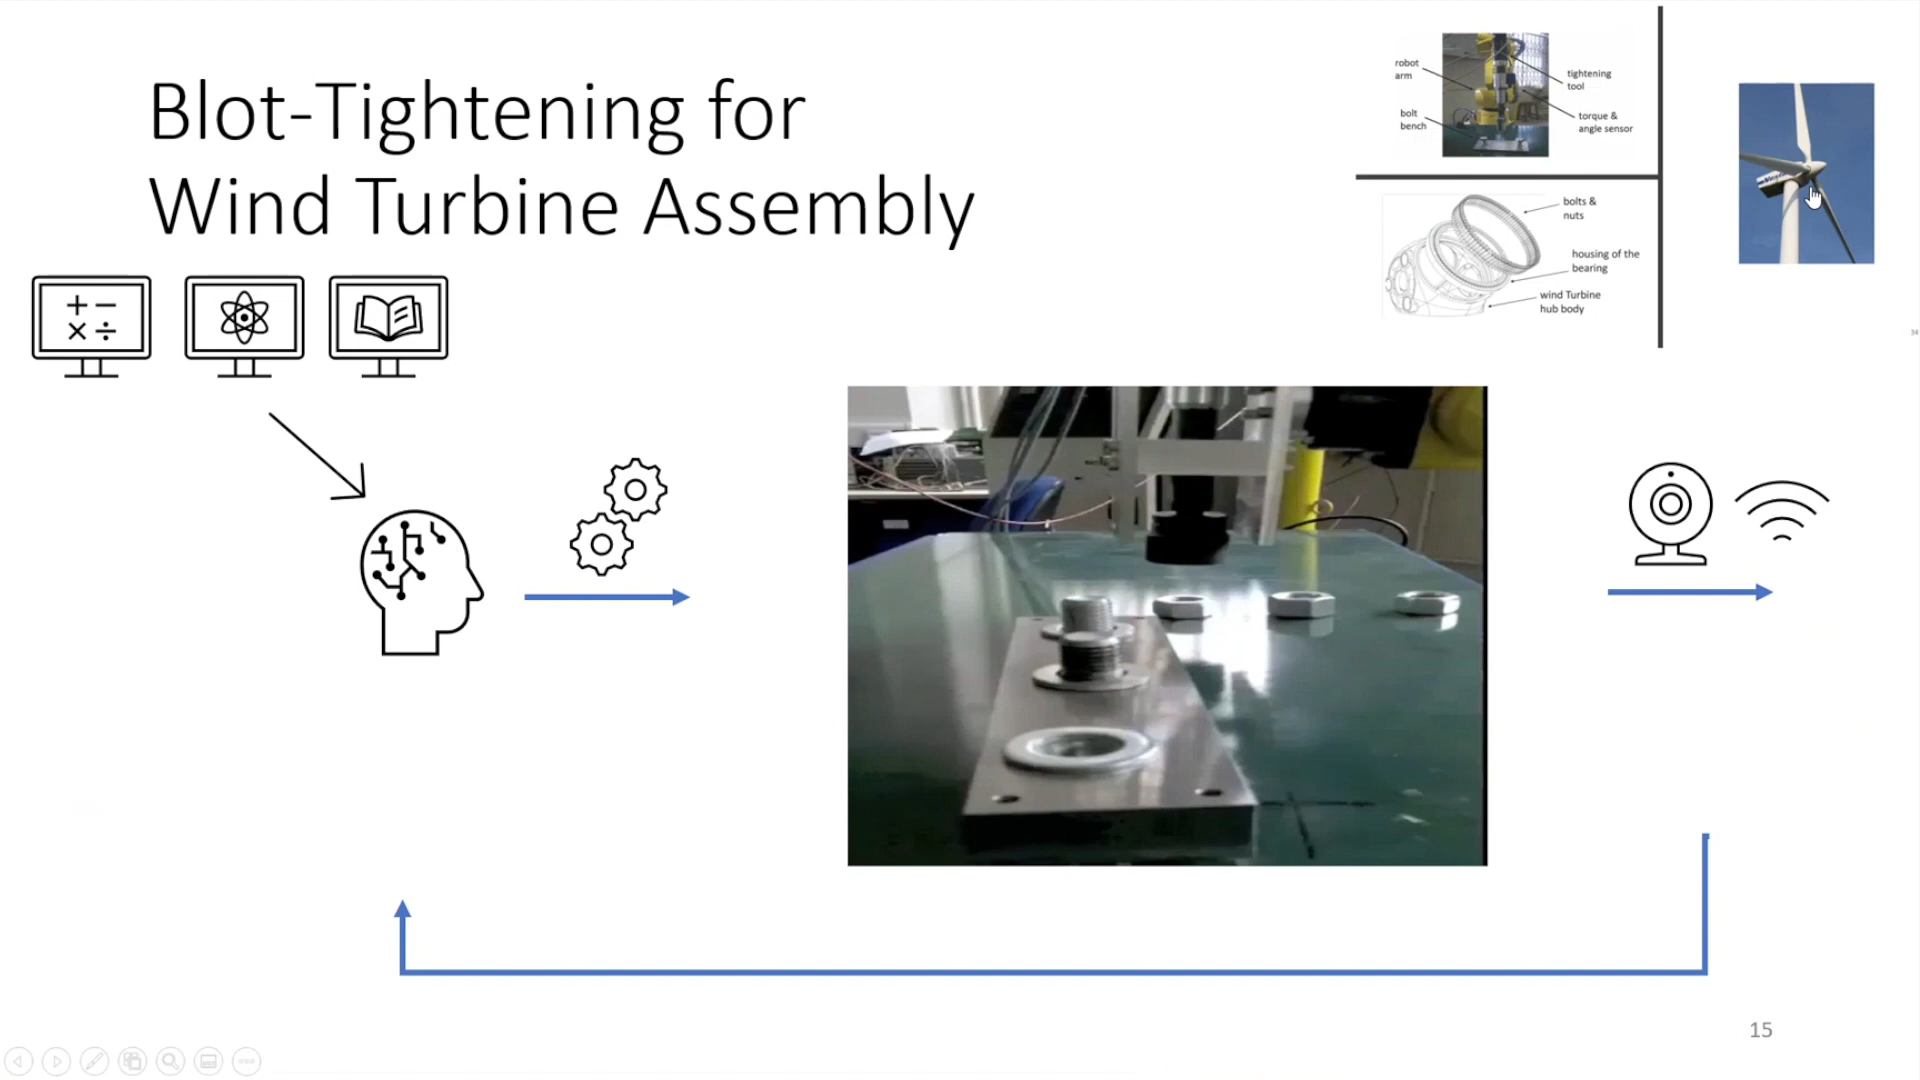 Blot-Tightening for
Wind Turbine Assembly
robot
arm
tightening
tool
bolt
bench
torque &
angle sensor
bolts &
nuts
housing of the
bearing
wind Turbine
hub body
34
+ −
× ÷
15